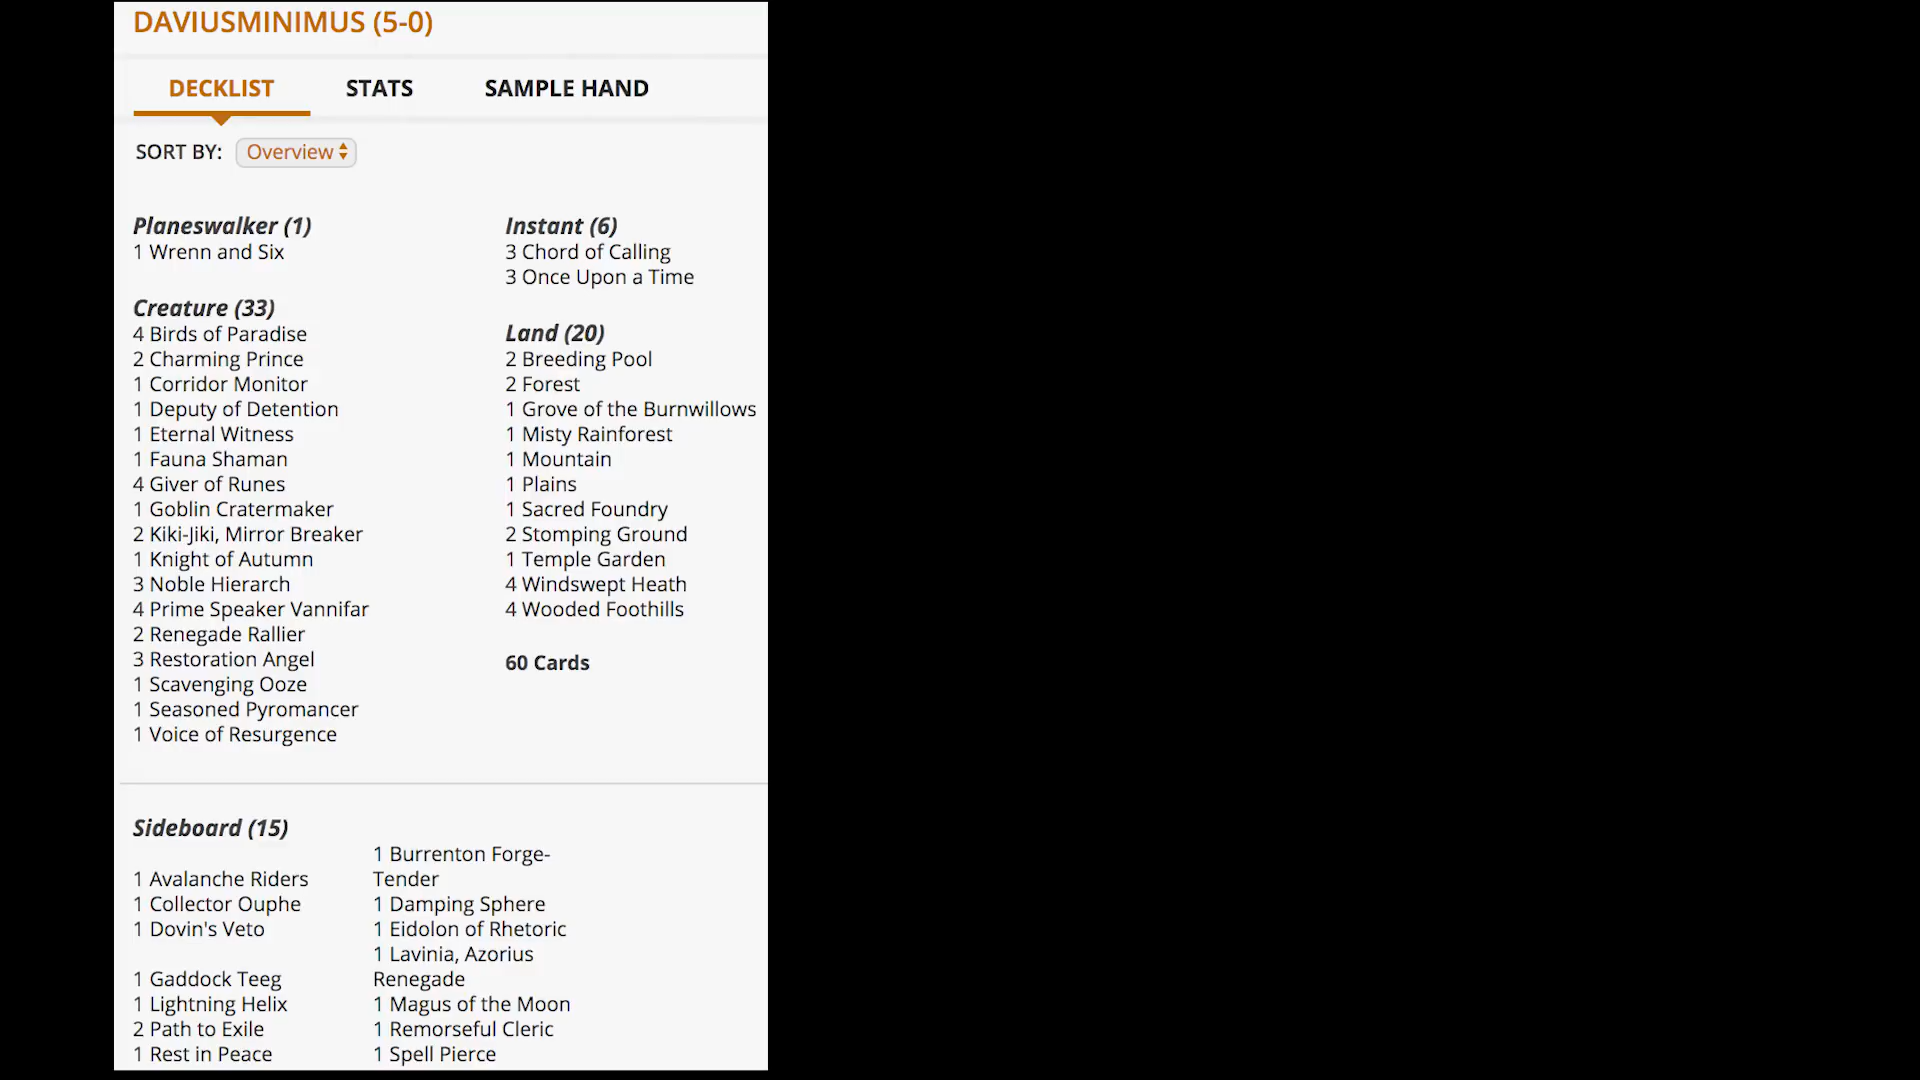 DAVIUSMINIMUS (5-0)
DECKLIST
STATS
SAMPLE HAND
SORT BY:
Overview
Planeswalker (1)
1 Wrenn and Six
Creature (33)
4 Birds of Paradise
2 Charming Prince
1 Corridor Monitor
1 Deputy of Detention
1 Eternal Witness
1 Fauna Shaman
4 Giver of Runes
1 Goblin Cratermaker
2 Kiki-Jiki, Mirror Breaker
1 Knight of Autumn
3 Noble Hierarch
4 Prime Speaker Vannifar
2 Renegade Rallier
3 Restoration Angel
1 Scavenging Ooze
1 Seasoned Pyromancer
1 Voice of Resurgence
Instant (6)
3 Chord of Calling
3 Once Upon a Time
Land (20)
2 Breeding Pool
2 Forest
1 Grove of the Burnwillows
1 Misty Rainforest
1 Mountain
1 Plains
1 Sacred Foundry
2 Stomping Ground
1 Temple Garden
4 Windswept Heath
4 Wooded Foothills
60 Cards
Sideboard (15)
1 Avalanche Riders
1 Collector Ouphe
1 Dovin's Veto
1 Gaddock Teeg
1 Lightning Helix
2 Path to Exile
1 Rest in Peace
1 Burrenton Forge-
Tender
1 Damping Sphere
1 Eidolon of Rhetoric
1 Lavinia, Azorius
Renegade
1 Magus of the Moon
1 Remorseful Cleric
1 Spell Pierce